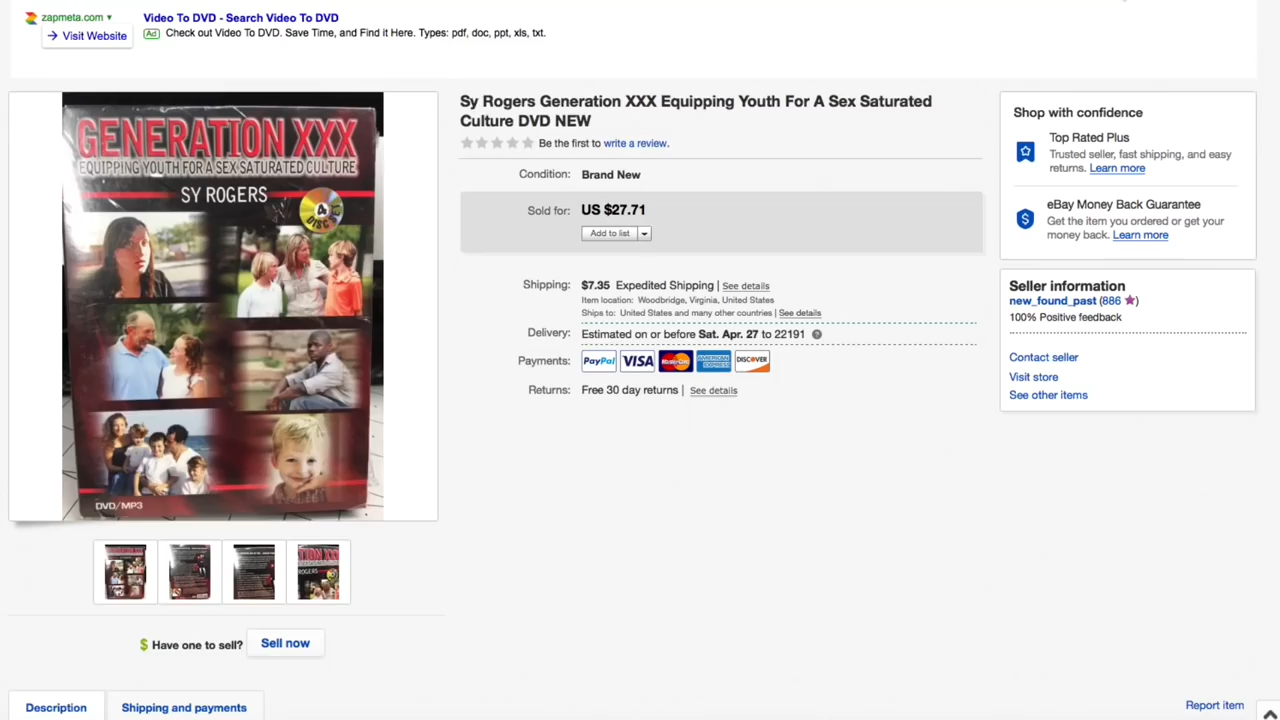 zapmeta.com ▾
Video To DVD - Search Video To DVD
→ Visit Website
Ad Check out Video To DVD. Save Time, and Find it Here. Types: pdf, doc, ppt, xls, txt.
GENERATION XXX
EQUIPPING YOUTH FOR A SEX SATURATED CULTURE
SY ROGERS
4 DISCS
DVD/MP3
Sy Rogers Generation XXX Equipping Youth For A Sex Saturated
Culture DVD NEW
Be the first to write a review.
Condition: Brand New
Sold for: US $27.71
Add to list
Shipping: $7.35 Expedited Shipping | See details
Item location: Woodbridge, Virginia, United States
Ships to: United States and many other countries | See details
Delivery: Estimated on or before Sat. Apr. 27 to 22191 ?
Payments: PayPal VISA MasterCard AMERICAN EXPRESS DISCOVER
Returns: Free 30 day returns | See details
Shop with confidence
Top Rated Plus
Trusted seller, fast shipping, and easy
returns. Learn more
eBay Money Back Guarantee
Get the item you ordered or get your
money back. Learn more
Seller information
new_found_past (886 ★)
100% Positive feedback
Contact seller
Visit store
See other items
$ Have one to sell? Sell now
Description
Shipping and payments
Report item